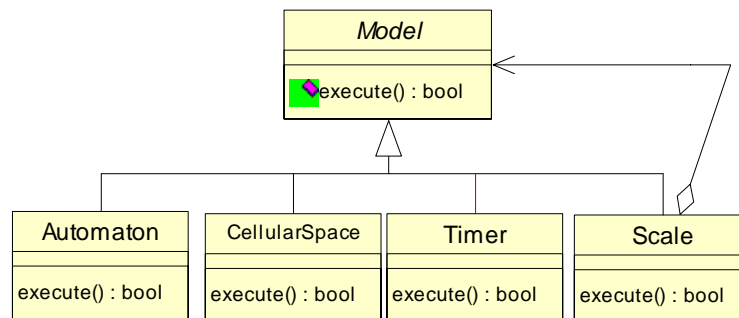 Model
execute() : bool
Automaton
CellularSpace
Timer
Scale
execute() : bool
execute() : bool
execute() : bool
execute() : bool